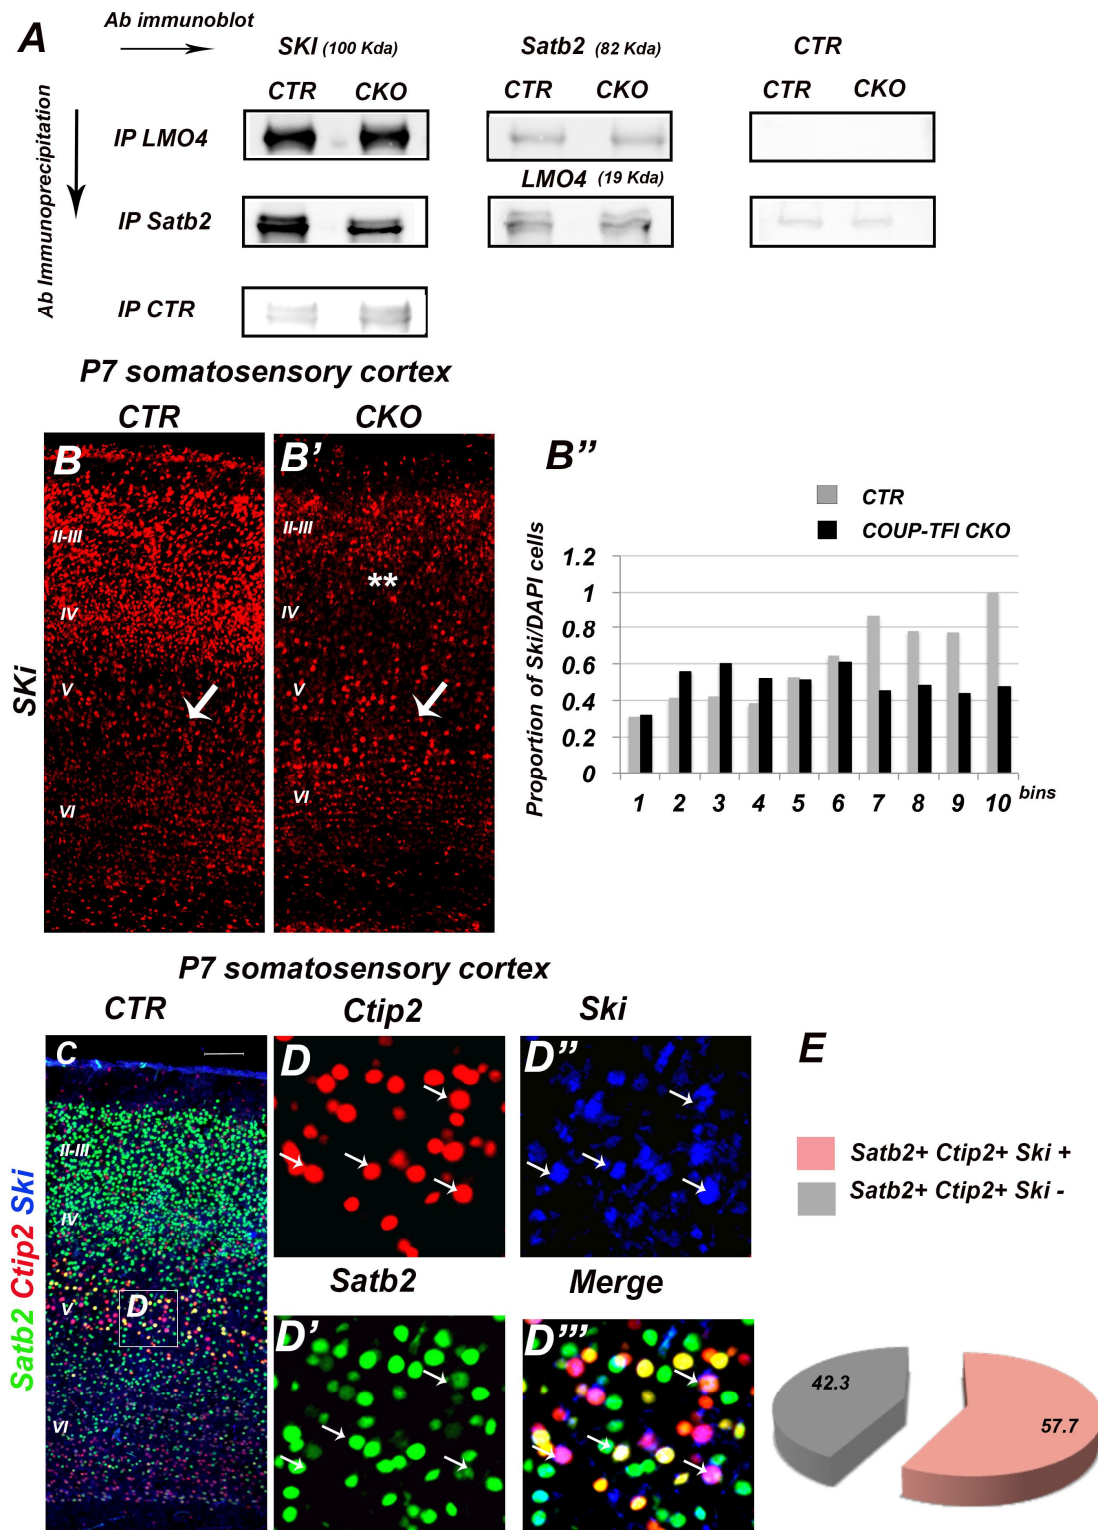 A
Ab immunoblot
SKI (100 Kda)
Satb2 (82 Kda)
CTR
CTR CKO
CTR CKO
CTR CKO
Ab Immunoprecipitation
IP LMO4
LMO4 (19 Kda)
IP Satb2
IP CTR
P7 somatosensory cortex
CTR CKO
SKi
B
II-III
IV
V
VI
B’
**
II-III
IV
V
VI
B”
CTR
COUP-TFI CKO
Proportion of Ski/DAPI cells
1.2
1
0.8
0.6
0.4
0.2
0
1 2 3 4 5 6 7 8 9 10 bins
P7 somatosensory cortex
CTR
Satb2 Ctip2 Ski
C
II-III
IV
V
D
VI
Ctip2
D
Ski
D”
Satb2
D’
Merge
D”’
E
Satb2+ Ctip2+ Ski +
Satb2+ Ctip2+ Ski -
42.3
57.7